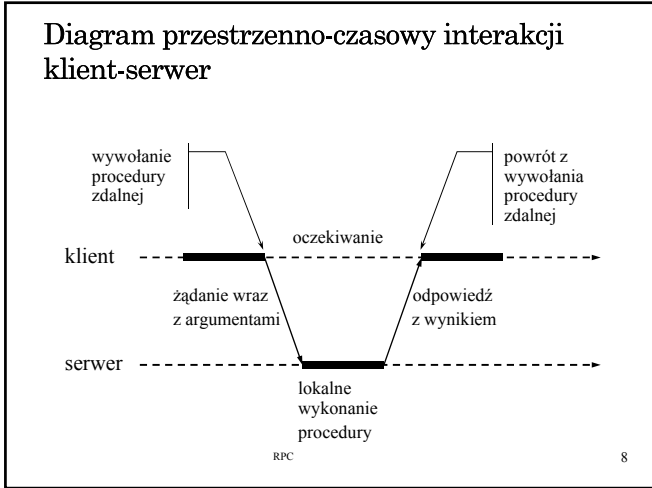 Diagram przestrzenno-czasowy interakcji
klient-serwer
wywołanie
procedury
zdalnej
powrót z
wywołania
procedury
zdalnej
oczekiwanie
klient
żądanie wraz
z argumentami
odpowiedź
z wynikiem
serwer
lokalne
wykonanie
procedury
RPC
8